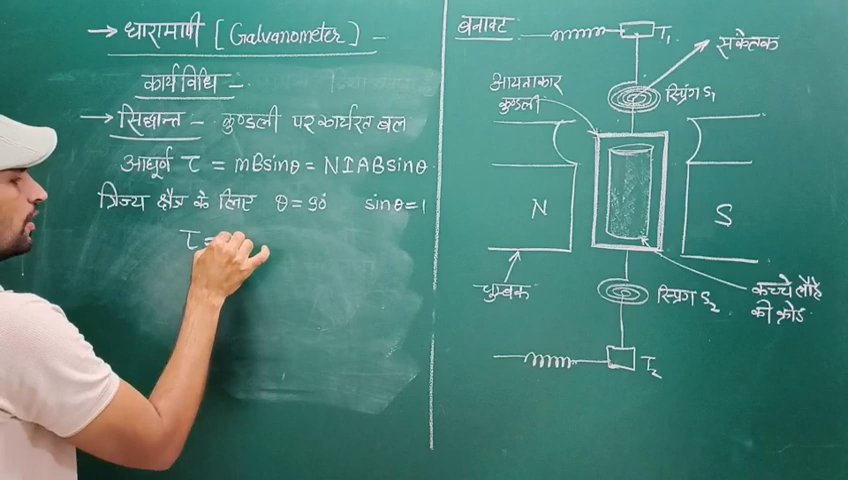 → धारामापी [ Galvanometer ] -
कार्यविधि -
→ सिद्धान्त - कुण्डली पर कार्यरत बल
आघूर्ण τ = mBsinθ = NIABsinθ
त्रिज्य क्षेत्र के लिए θ = 90° sinθ = 1
τ =
बनावट
T₁
संकेतक
आयताकार
कुण्डली
स्प्रिंग S₁
N
S
चुम्बक
स्प्रिंग S₂
कच्चे लौहे
की क्रोड
T₂